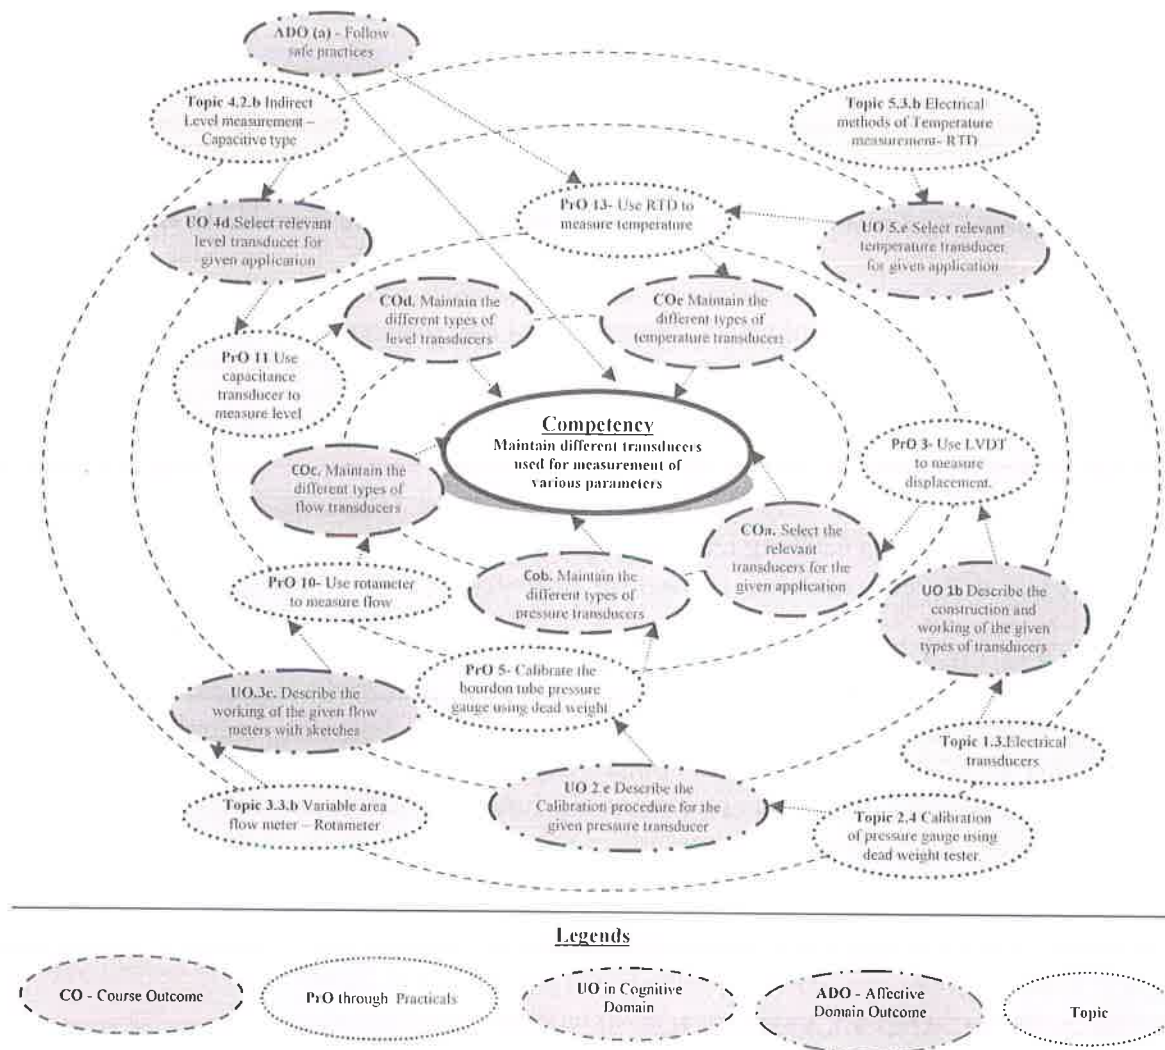 ADO (a) - Follow
safe practices
Topic 4.2.b Indirect
Level measurement –
Capacitive type
Topic 5.3.b Electrical
methods of Temperature
measurement- RTD
PrO 13- Use RTD to
measure temperature
UO 4d Select relevant
level transducer for
given application
UO 5.e Select relevant
temperature transducer
for given application
COd. Maintain the
different types of
level transducers
COe Maintain the
different types of
temperature transducers
PrO 11 Use
capacitance
transducer to
measure level
Competency
Maintain different transducers
used for measurement of
various parameters
PrO 3- Use LVDT
to measure
displacement.
COc. Maintain the
different types of
flow transducers
COa. Select the
relevant
transducers for the
given application
PrO 10- Use rotameter
to measure flow
Cob. Maintain the
different types of
pressure transducers
UO 1b Describe the
construction and
working of the given
types of transducers
PrO 5- Calibrate the
bourdon tube pressure
gauge using dead weight
UO.3c. Describe the
working of the given flow
meters with sketches
Topic 1.3.Electrical
transducers
UO 2.e Describe the
Calibration procedure for the
given pressure transducer
Topic 3.3.b Variable area
flow meter – Rotameter
Topic 2.4 Calibration
of pressure gauge using
dead weight tester.
Legends
CO - Course Outcome
PrO through Practicals
UO in Cognitive
Domain
ADO - Affective
Domain Outcome
Topic